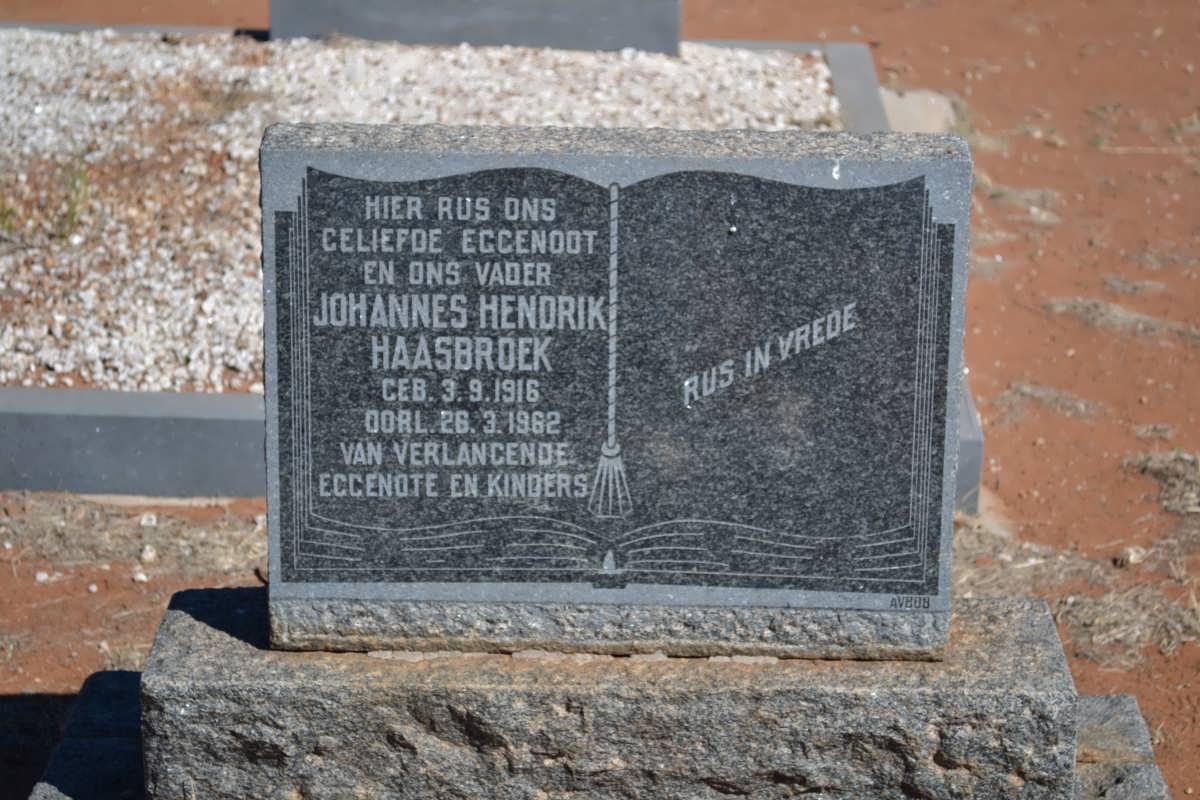 HIER RUS ONS
GELIEFDE EGGENOOT
EN ONS VADER
JOHANNES HENDRIK
HAASBROEK
GEB. 3.9.1916
OORL. 26.3.1962
VAN VERLANGENDE
EGGENOTE EN KINDERS
RUS IN VREDE
AVBOB